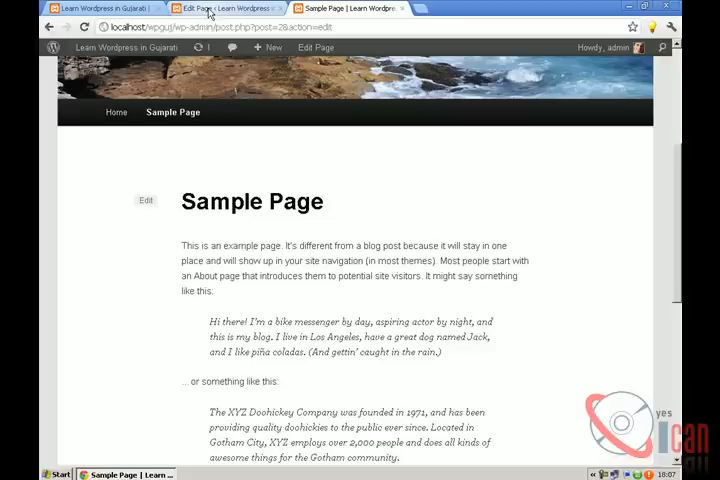 Learn Wordpress in Gujarati |
Edit Page ‹ Learn Wordpress
Sample Page | Learn Wordpre
localhost/wpguj/wp-admin/post.php?post=2&action=edit
Learn Wordpress in Gujarati
1
+ New
Edit Page
Howdy, admin
Home
Sample Page
Edit
Sample Page
This is an example page. It's different from a blog post because it will stay in one
place and will show up in your site navigation (in most themes). Most people start with
an About page that introduces them to potential site visitors. It might say something
like this:
Hi there! I'm a bike messenger by day, aspiring actor by night, and
this is my blog. I live in Los Angeles, have a great dog named Jack,
and I like piña coladas. (And gettin' caught in the rain.)
...or something like this:
The XYZ Doohickey Company was founded in 1971, and has been
providing quality doohickies to the public ever since. Located in
Gotham City, XYZ employs over 2,000 people and does all kinds of
awesome things for the Gotham community.
yes
Ican
Start
Sample Page | Learn ...
18:07